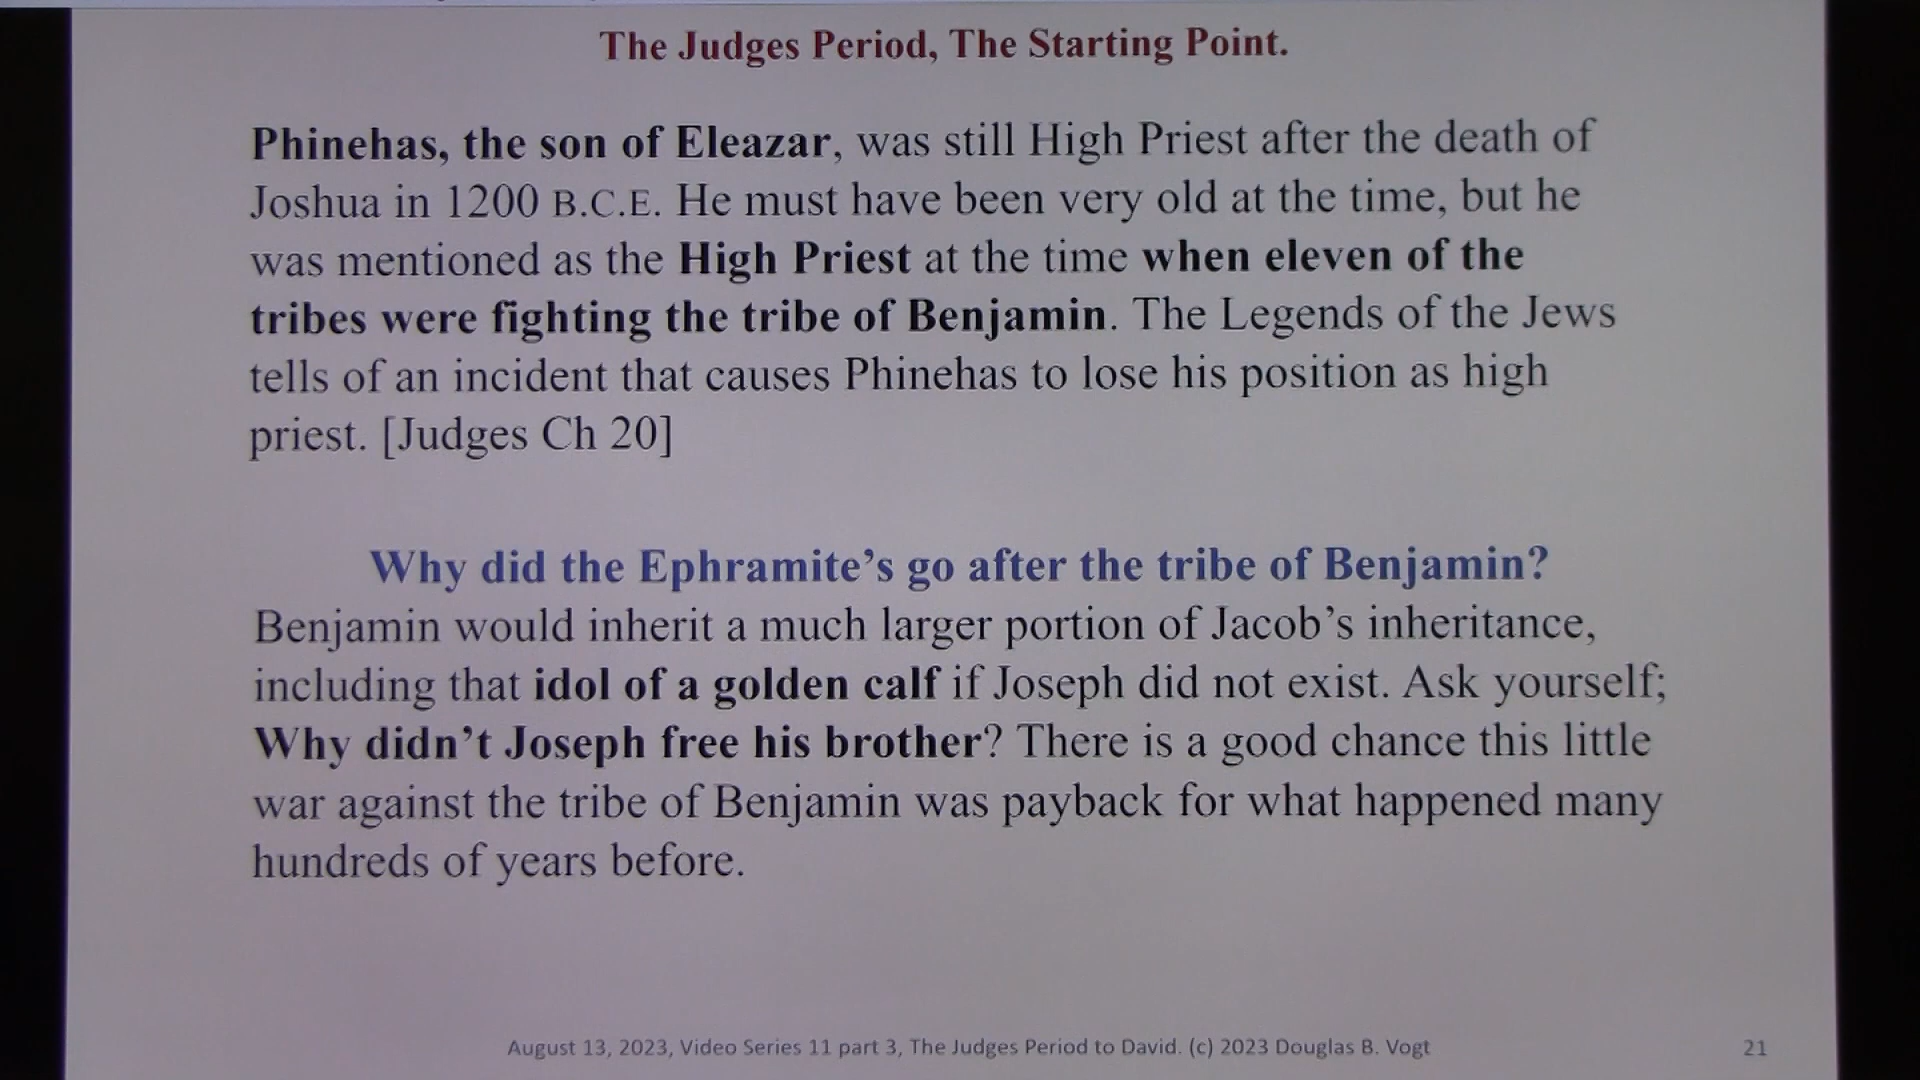 The Judges Period, The Starting Point.
Phinehas, the son of Eleazar, was still High Priest after the death of
Joshua in 1200 B.C.E. He must have been very old at the time, but he
was mentioned as the High Priest at the time when eleven of the
tribes were fighting the tribe of Benjamin. The Legends of the Jews
tells of an incident that causes Phinehas to lose his position as high
priest. [Judges Ch 20]
Why did the Ephramite’s go after the tribe of Benjamin?
Benjamin would inherit a much larger portion of Jacob’s inheritance,
including that idol of a golden calf if Joseph did not exist. Ask yourself;
Why didn’t Joseph free his brother? There is a good chance this little
war against the tribe of Benjamin was payback for what happened many
hundreds of years before.
August 13, 2023, Video Series 11 part 3, The Judges Period to David. (c) 2023 Douglas B. Vogt
21